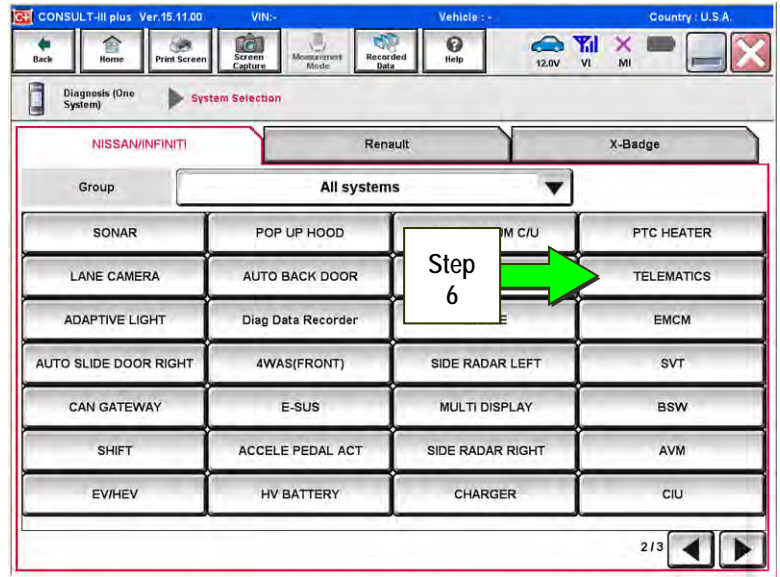 C+ CONSULT-III plus Ver.15.11.00 VIN:- Vehicle : - Country : U.S.A.
Back Home Print Screen Screen Capture Measurement Mode Recorded Data Help 12.0V VI MI
Diagnosis (One System) System Selection
NISSAN/INFINITI Renault X-Badge
Group All systems
SONAR POP UP HOOD M C/U PTC HEATER
LANE CAMERA AUTO BACK DOOR TELEMATICS
Step
6
ADAPTIVE LIGHT Diag Data Recorder E EMCM
AUTO SLIDE DOOR RIGHT 4WAS(FRONT) SIDE RADAR LEFT SVT
CAN GATEWAY E-SUS MULTI DISPLAY BSW
SHIFT ACCELE PEDAL ACT SIDE RADAR RIGHT AVM
EV/HEV HV BATTERY CHARGER CIU
2/3